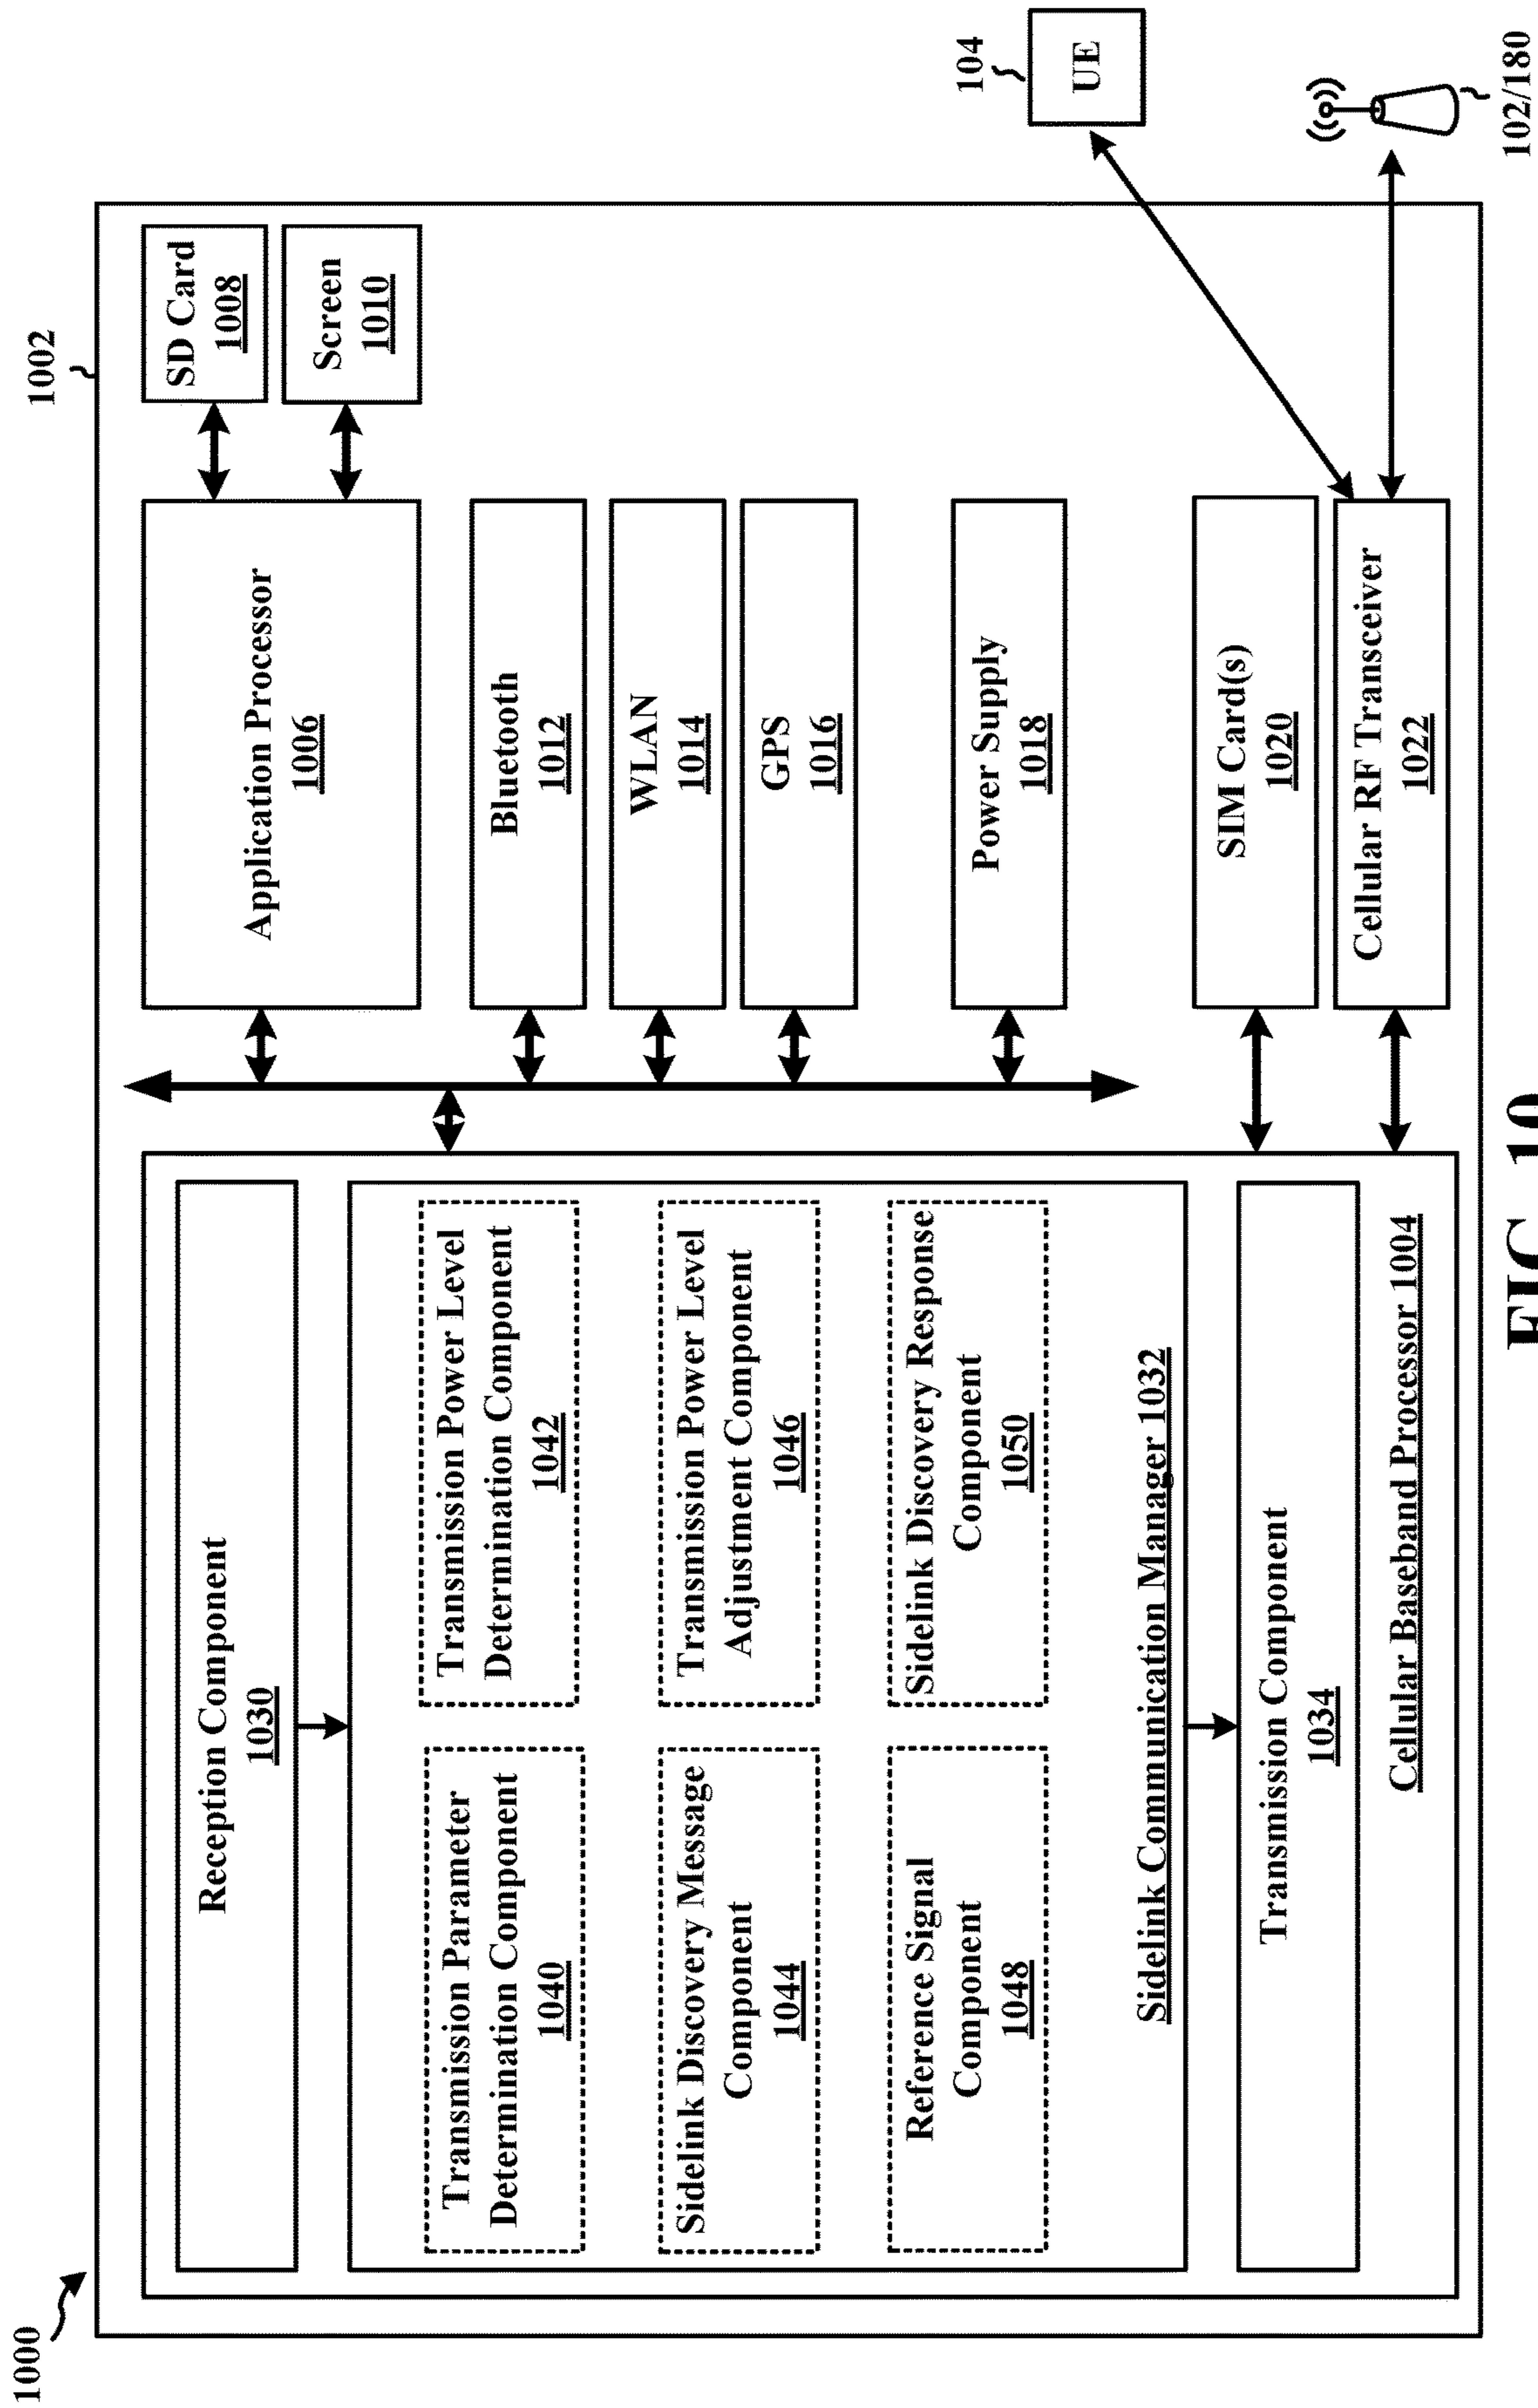 1000
1002
Reception Component
1030
Transmission Parameter
Determination Component
1040
Transmission Power Level
Determination Component
1042
Sidelink Discovery Message
Component
1044
Transmission Power Level
Adjustment Component
1046
Reference Signal
Component
1048
Sidelink Discovery Response
Component
1050
Sidelink Communication Manager 1032
Transmission Component
1034
Cellular Baseband Processor 1004
Application Processor
1006
SD Card
1008
Screen
1010
Bluetooth
1012
WLAN
1014
GPS
1016
Power Supply
1018
SIM Card(s)
1020
Cellular RF Transceiver
1022
104
UE
102/180
FIG. 10